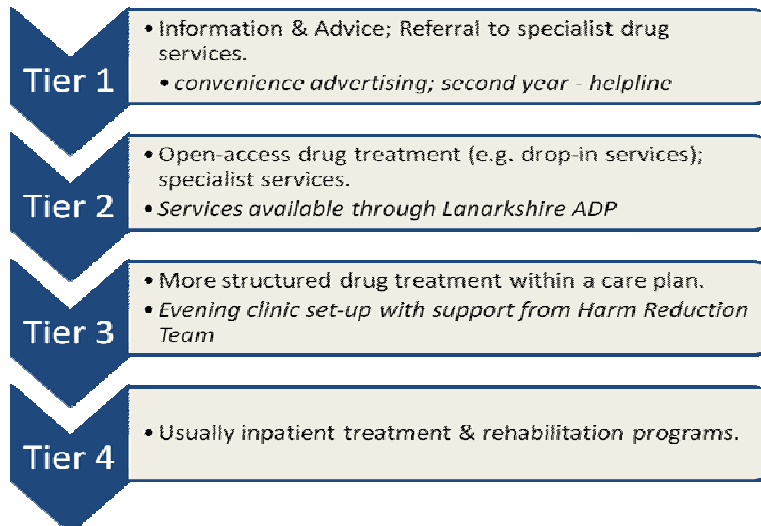 Tier 1
• Information & Advice; Referral to specialist drug
services.
• convenience advertising; second year - helpline
Tier 2
• Open-access drug treatment (e.g. drop-in services);
specialist services.
• Services available through Lanarkshire ADP
Tier 3
• More structured drug treatment within a care plan.
• Evening clinic set-up with support from Harm Reduction
Team
Tier 4
• Usually inpatient treatment & rehabilitation programs.